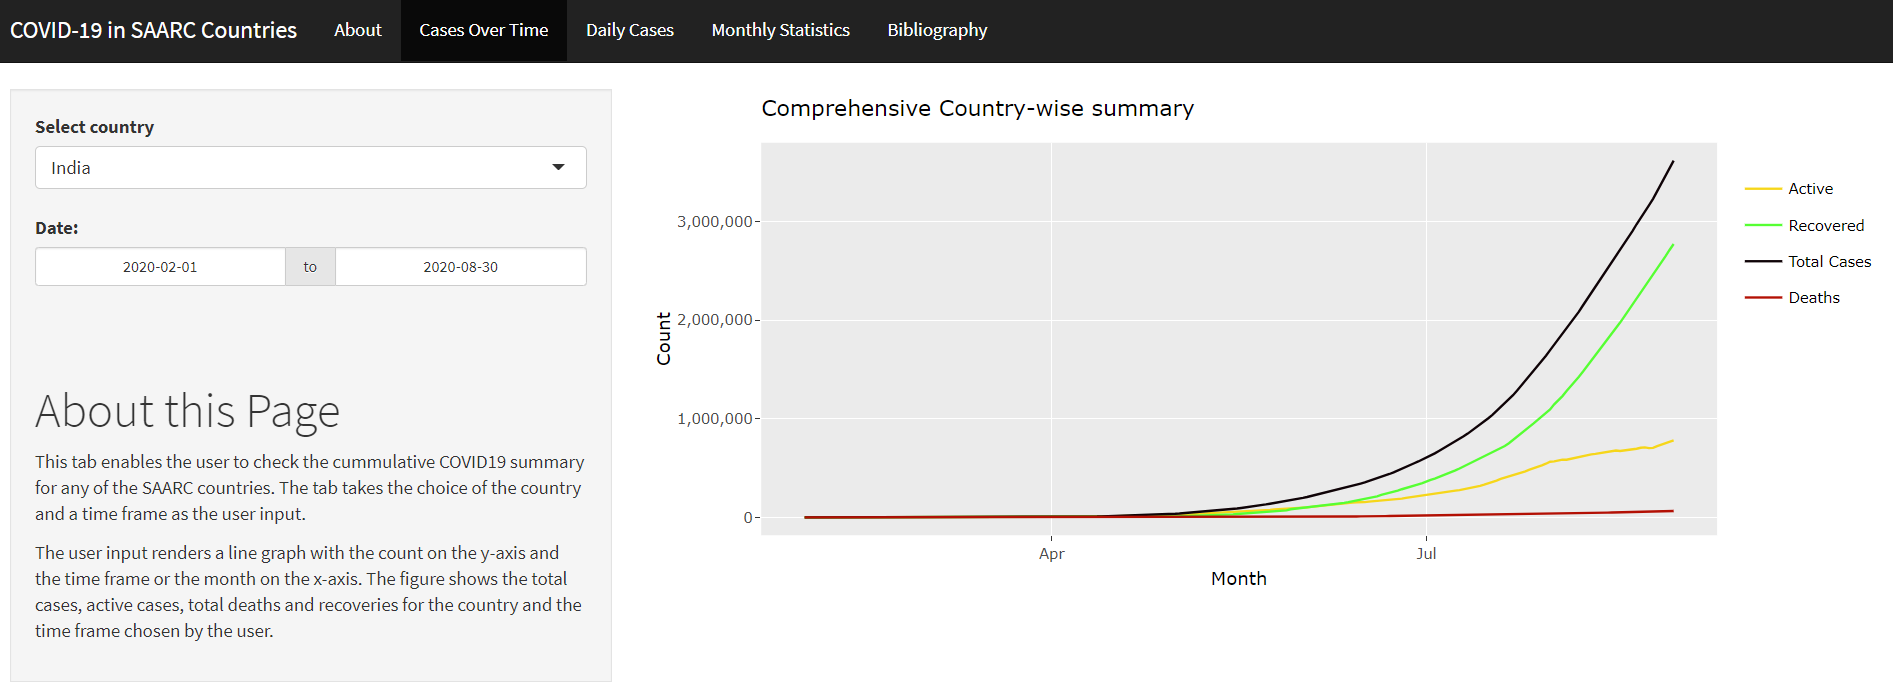 COVID-19 in SAARC Countries About Cases Over Time Daily Cases Monthly Statistics Bibliography
Select country
India
Date:
2020-02-01 to 2020-08-30
About this Page
This tab enables the user to check the cummulative COVID19 summary
for any of the SAARC countries. The tab takes the choice of the country
and a time frame as the user input.
The user input renders a line graph with the count on the y-axis and
the time frame or the month on the x-axis. The figure shows the total
cases, active cases, total deaths and recoveries for the country and the
time frame chosen by the user.
Comprehensive Country-wise summary
Count
3,000,000
2,000,000
1,000,000
0
Apr Jul
Month
Active
Recovered
Total Cases
Deaths